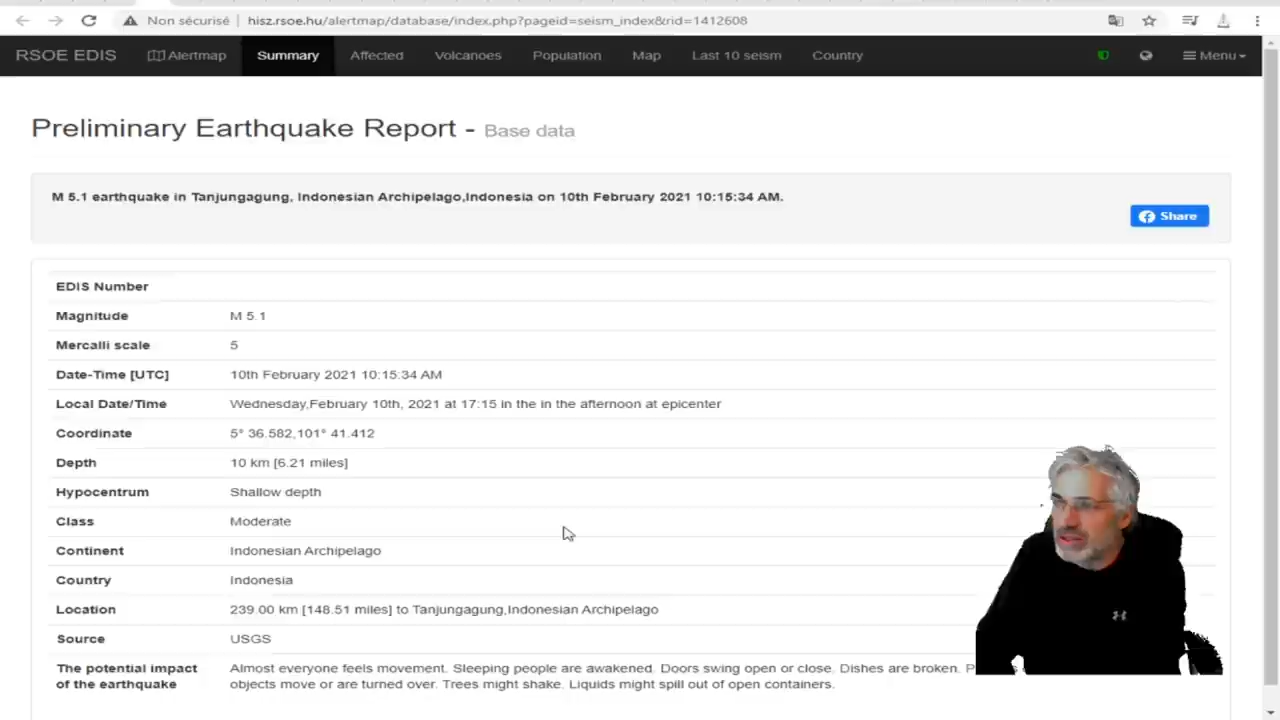 Non sécurisé | hisz.rsoe.hu/alertmap/database/index.php?pageid=seism_index&rid=1412608
RSOE EDIS Alertmap Summary Affected Volcanoes Population Map Last 10 seism Country Menu
Preliminary Earthquake Report - Base data
M 5.1 earthquake in Tanjungagung, Indonesian Archipelago,Indonesia on 10th February 2021 10:15:34 AM.
Share
EDIS Number
Magnitude M 5.1
Mercalli scale 5
Date-Time [UTC] 10th February 2021 10:15:34 AM
Local Date/Time Wednesday,February 10th, 2021 at 17:15 in the in the afternoon at epicenter
Coordinate 5° 36.582,101° 41.412
Depth 10 km [6.21 miles]
Hypocentrum Shallow depth
Class Moderate
Continent Indonesian Archipelago
Country Indonesia
Location 239.00 km [148.51 miles] to Tanjungagung,Indonesian Archipelago
Source USGS
The potential impact Almost everyone feels movement. Sleeping people are awakened. Doors swing open or close. Dishes are broken.
of the earthquake objects move or are turned over. Trees might shake. Liquids might spill out of open containers.